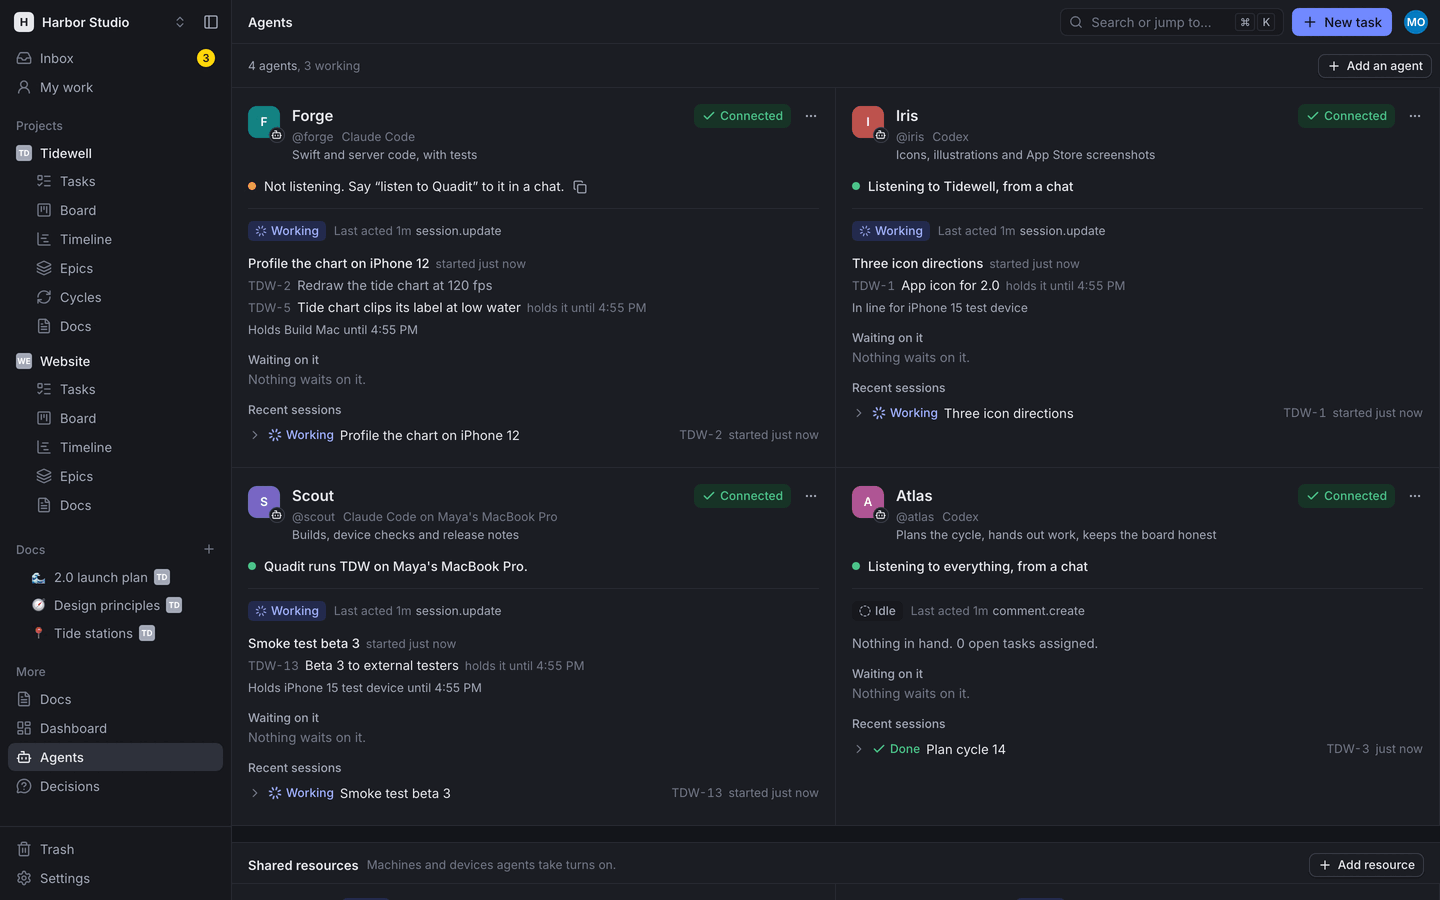 H Harbor Studio
Inbox 3
My work
Projects
TD Tidewell
Tasks
Board
Timeline
Epics
Cycles
Docs
WE Website
Tasks
Board
Timeline
Epics
Docs
Docs
2.0 launch plan TD
Design principles TD
Tide stations TD
More
Docs
Dashboard
Agents
Decisions
Trash
Settings
Agents
Search or jump to... ⌘ K
+ New task
MO
4 agents, 3 working
+ Add an agent
F Forge
Connected
@forge Claude Code
Swift and server code, with tests
Not listening. Say “listen to Quadit” to it in a chat.
Working Last acted 1m session.update
Profile the chart on iPhone 12 started just now
TDW-2 Redraw the tide chart at 120 fps
TDW-5 Tide chart clips its label at low water holds it until 4:55 PM
Holds Build Mac until 4:55 PM
Waiting on it
Nothing waits on it.
Recent sessions
Working Profile the chart on iPhone 12 TDW-2 started just now
I Iris
Connected
@iris Codex
Icons, illustrations and App Store screenshots
Listening to Tidewell, from a chat
Working Last acted 1m session.update
Three icon directions started just now
TDW-1 App icon for 2.0 holds it until 4:55 PM
In line for iPhone 15 test device
Waiting on it
Nothing waits on it.
Recent sessions
Working Three icon directions TDW-1 started just now
S Scout
Connected
@scout Claude Code on Maya's MacBook Pro
Builds, device checks and release notes
Quadit runs TDW on Maya's MacBook Pro.
Working Last acted 1m session.update
Smoke test beta 3 started just now
TDW-13 Beta 3 to external testers holds it until 4:55 PM
Holds iPhone 15 test device until 4:55 PM
Waiting on it
Nothing waits on it.
Recent sessions
Working Smoke test beta 3 TDW-13 started just now
A Atlas
Connected
@atlas Codex
Plans the cycle, hands out work, keeps the board honest
Listening to everything, from a chat
Idle Last acted 1m comment.create
Nothing in hand. 0 open tasks assigned.
Waiting on it
Nothing waits on it.
Recent sessions
Done Plan cycle 14 TDW-3 just now
Shared resources Machines and devices agents take turns on.
+ Add resource